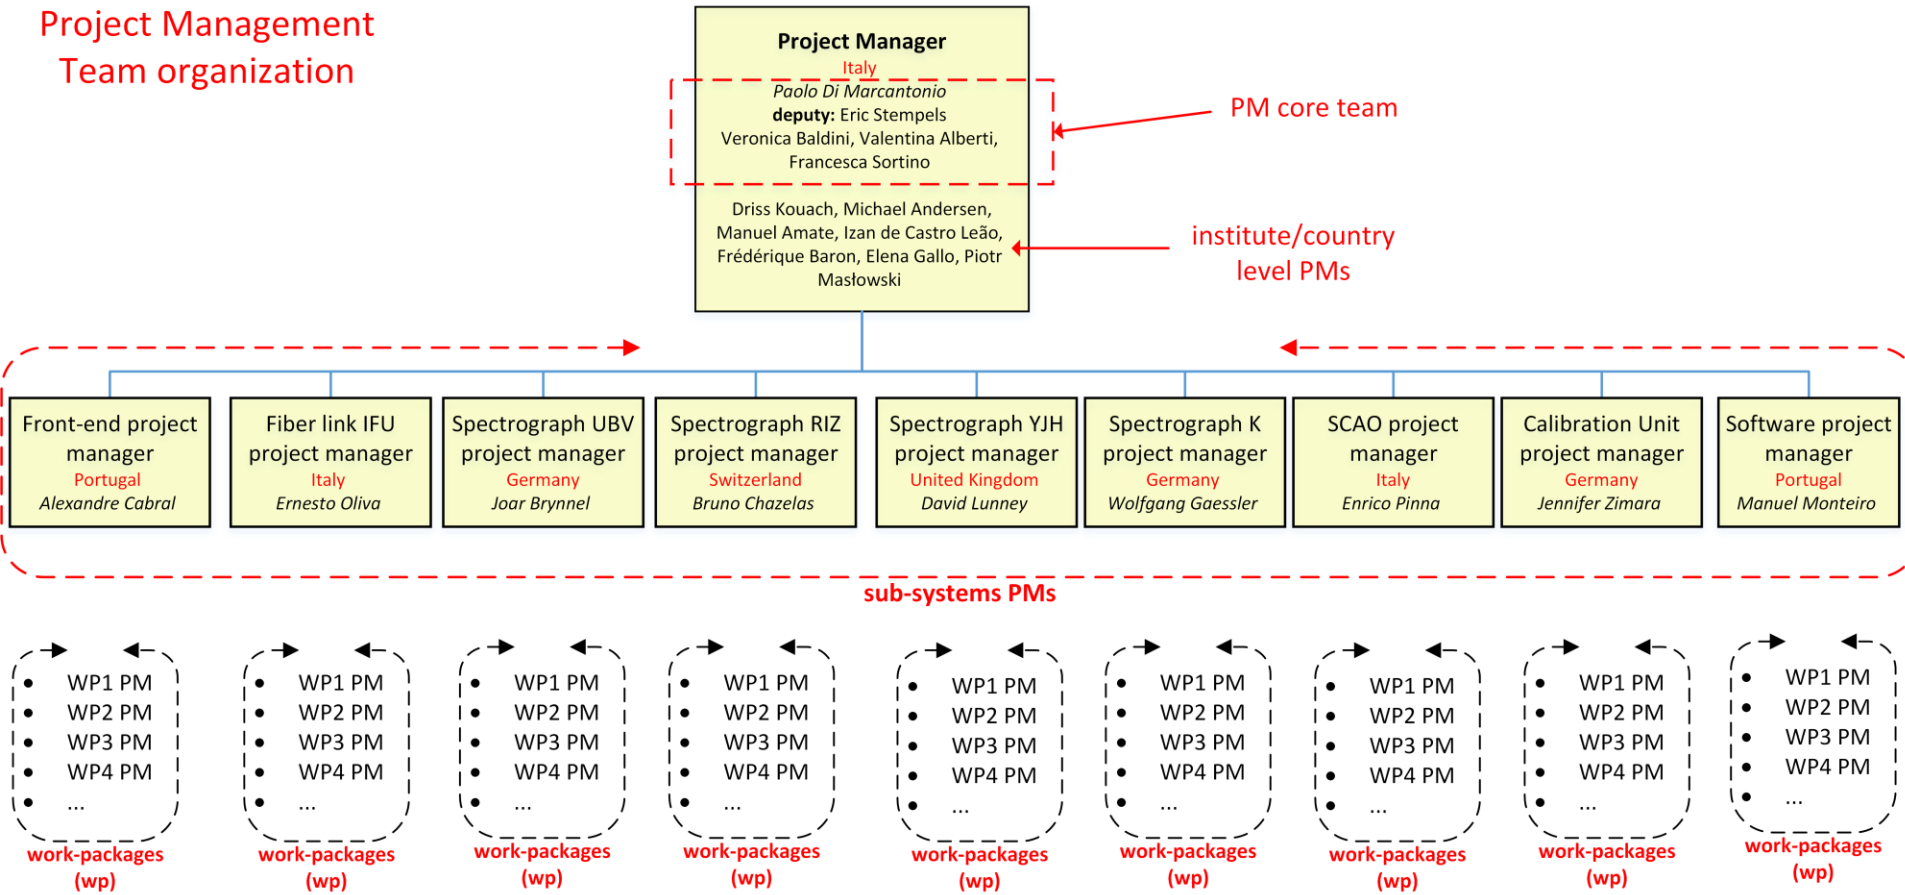 Project Management
Team organization
Project Manager
Italy
Paolo Di Marcantonio
deputy: Eric Stempels
Veronica Baldini, Valentina Alberti,
Francesca Sortino
PM core team
Driss Kouach, Michael Andersen,
Manuel Amate, Izan de Castro Leão,
Frédérique Baron, Elena Gallo, Piotr
Masłowski
institute/country
level PMs
Front-end project
manager
Portugal
Alexandre Cabral
Fiber link IFU
project manager
Italy
Ernesto Oliva
Spectrograph UBV
project manager
Germany
Joar Brynnel
Spectrograph RIZ
project manager
Switzerland
Bruno Chazelas
Spectrograph YJH
project manager
United Kingdom
David Lunney
Spectrograph K
project manager
Germany
Wolfgang Gaessler
SCAO project
manager
Italy
Enrico Pinna
Calibration Unit
project manager
Germany
Jennifer Zimara
Software project
manager
Portugal
Manuel Monteiro
sub-systems PMs
• WP1 PM
• WP2 PM
• WP3 PM
• WP4 PM
• ...
work-packages
(wp)
• WP1 PM
• WP2 PM
• WP3 PM
• WP4 PM
• ...
work-packages
(wp)
• WP1 PM
• WP2 PM
• WP3 PM
• WP4 PM
• ...
work-packages
(wp)
• WP1 PM
• WP2 PM
• WP3 PM
• WP4 PM
• ...
work-packages
(wp)
• WP1 PM
• WP2 PM
• WP3 PM
• WP4 PM
• ...
work-packages
(wp)
• WP1 PM
• WP2 PM
• WP3 PM
• WP4 PM
• ...
work-packages
(wp)
• WP1 PM
• WP2 PM
• WP3 PM
• WP4 PM
• ...
work-packages
(wp)
• WP1 PM
• WP2 PM
• WP3 PM
• WP4 PM
• ...
work-packages
(wp)
• WP1 PM
• WP2 PM
• WP3 PM
• WP4 PM
• ...
work-packages
(wp)